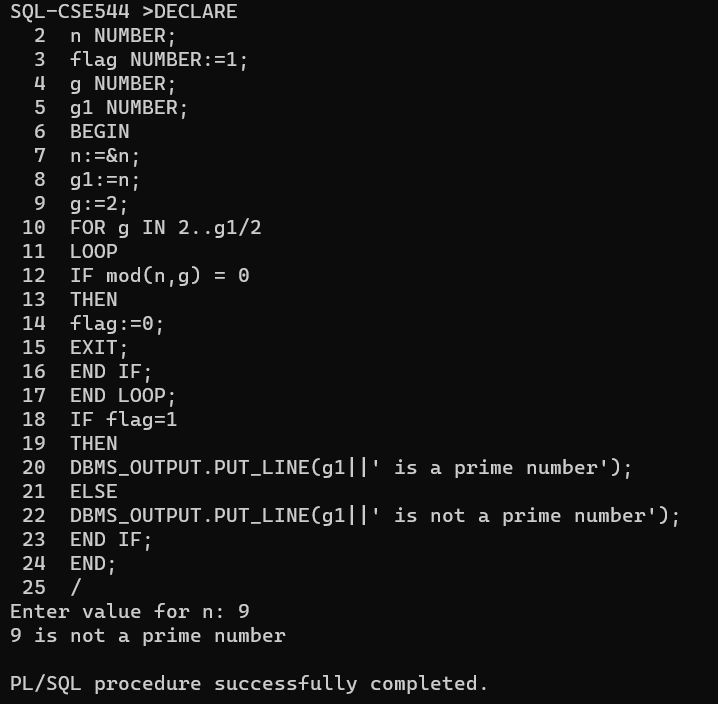 SQL-CSE544 >DECLARE
  2  n NUMBER;
  3  flag NUMBER:=1;
  4  g NUMBER;
  5  g1 NUMBER;
  6  BEGIN
  7  n:=&n;
  8  g1:=n;
  9  g:=2;
 10  FOR g IN 2..g1/2
 11  LOOP
 12  IF mod(n,g) = 0
 13  THEN
 14  flag:=0;
 15  EXIT;
 16  END IF;
 17  END LOOP;
 18  IF flag=1
 19  THEN
 20  DBMS_OUTPUT.PUT_LINE(g1||' is a prime number');
 21  ELSE
 22  DBMS_OUTPUT.PUT_LINE(g1||' is not a prime number');
 23  END IF;
 24  END;
 25  /
Enter value for n: 9
9 is not a prime number
PL/SQL procedure successfully completed.